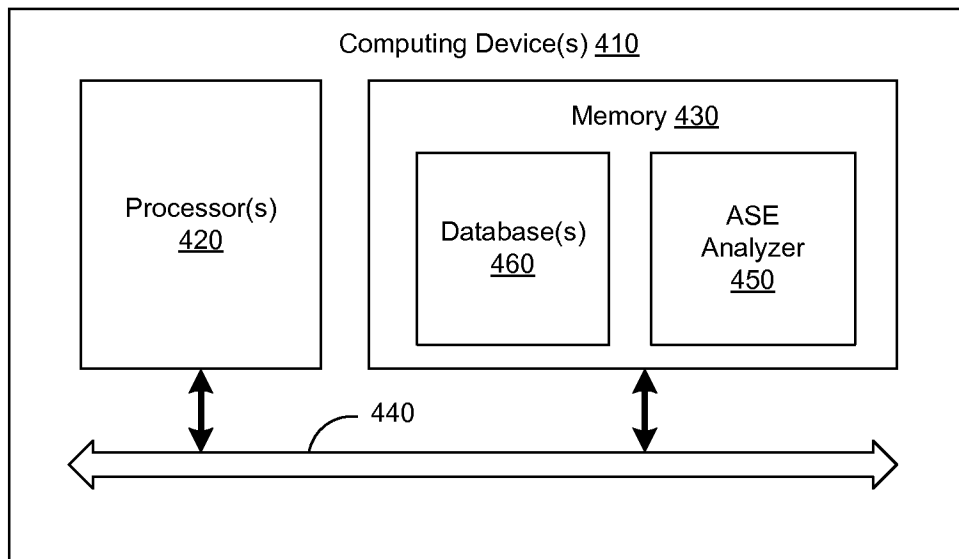 Computing Device(s) 410
Memory 430
Processor(s)
420
Database(s)
460
ASE
Analyzer
450
440